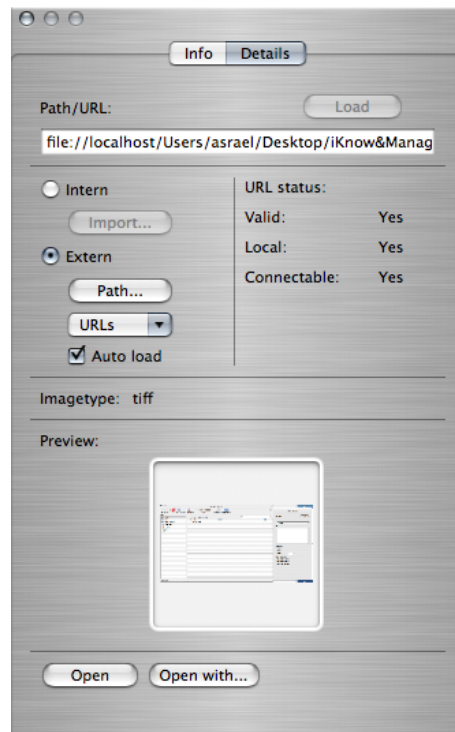 Info Details
Path/URL:
Load
file://localhost/Users/asrael/Desktop/iKnow&Manag
Intern
Import...
Extern
Path...
URLs
Auto load
URL status:
Valid: Yes
Local: Yes
Connectable: Yes
Imagetype: tiff
Preview:
Open Open with...